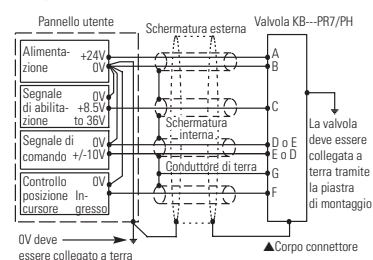 Pannello utente
Schermatura esterna
Valvola KB---PR7/PH
Alimenta-
zione
+24V
0V
A
B
Segnale
di abilita-
zione
0V
+8.5V
to 36V
C
Schermatura
interna
Segnale di
comando
0V
+/-10V
D o E
E o D
Conduttore di terra
G
Controllo
posizione
cursore
0V
In-
gresso
F
La valvola
deve essere
collegata a
terra tramite
la piastra
di montaggio
0V deve
essere collegato a terra
▲Corpo connettore